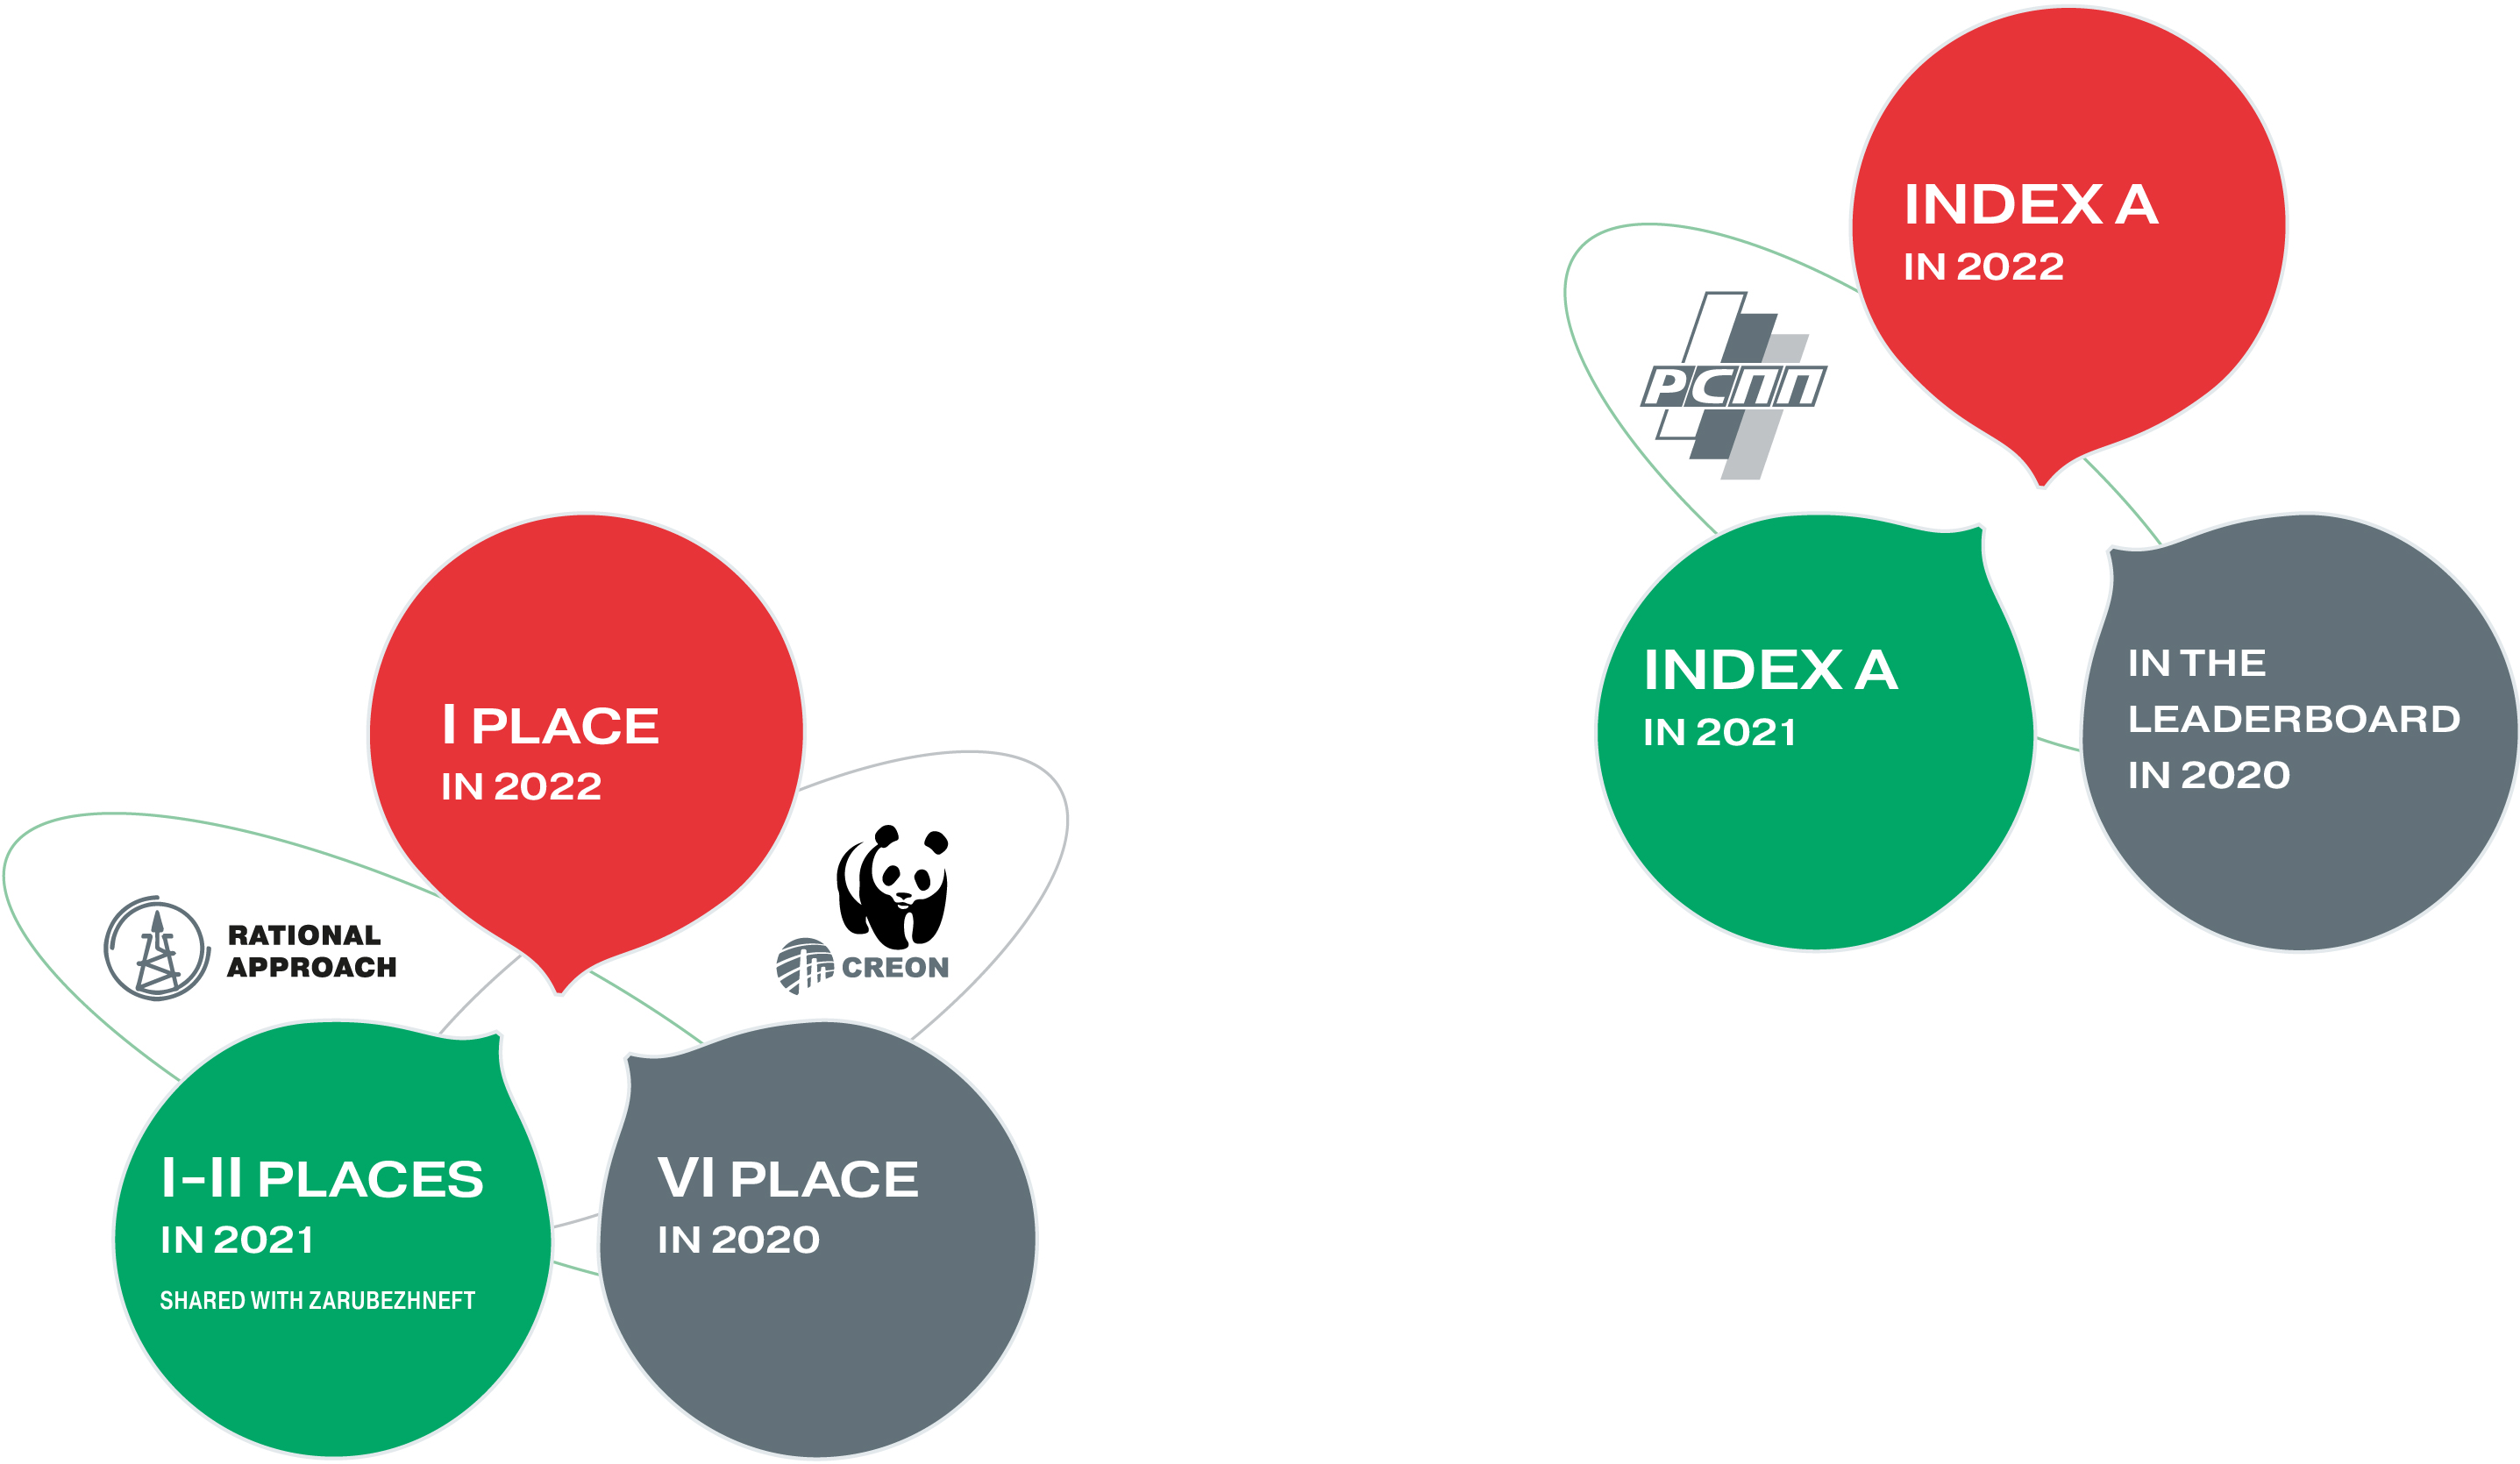 I PLACE
IN 2022
RATIONAL
APPROACH
CREON
I-II PLACES
IN 2021
SHARED WITH ZARUBEZHNEFT
VI PLACE
IN 2020
INDEX A
IN 2022
РСПП
INDEX A
IN 2021
IN THE
LEADERBOARD
IN 2020